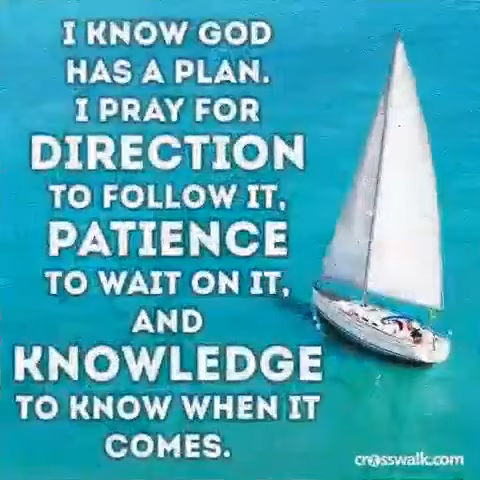 I KNOW GOD
HAS A PLAN.
I PRAY FOR
DIRECTION
TO FOLLOW IT,
PATIENCE
TO WAIT ON IT,
AND
KNOWLEDGE
TO KNOW WHEN IT
COMES.
crosswalk.com